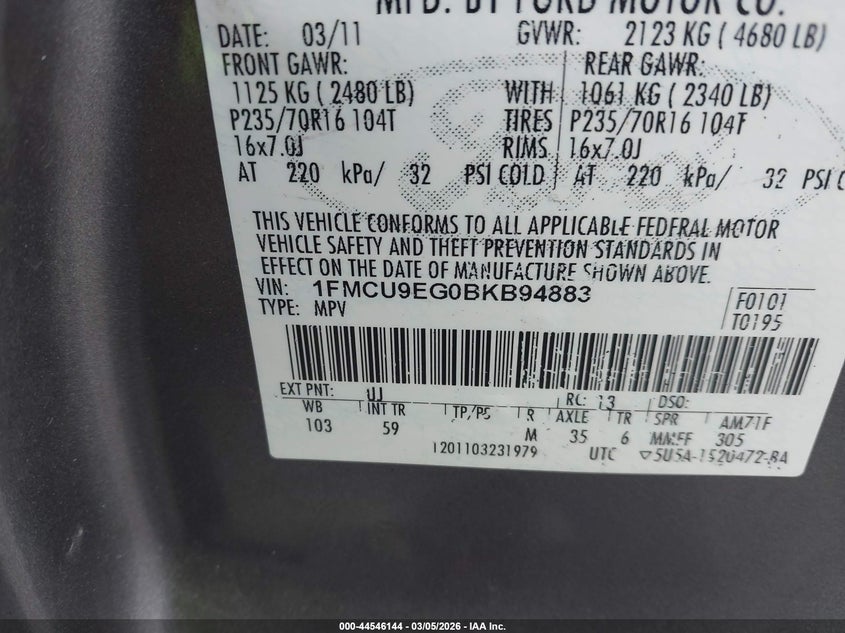 MFD. BY FORD MOTOR CO.
DATE: 03/11 GVWR: 2123 KG ( 4680 LB)
FRONT GAWR: REAR GAWR:
1125 KG ( 2480 LB) WITH 1061 KG ( 2340 LB)
P235/70R16 104T TIRES P235/70R16 104T
16x7.0J RIMS 16x7.0J
AT 220 kPa/ 32 PSI COLD AT 220 kPa/ 32 PSI
THIS VEHICLE CONFORMS TO ALL APPLICABLE FEDERAL MOTOR
VEHICLE SAFETY AND THEFT PREVENTION STANDARDS IN
EFFECT ON THE DATE OF MANUFACTURE SHOWN ABOVE.
VIN: 1FMCU9EG0BKB94883
TYPE: MPV
F0101
T0195
EXT PNT: UJ RC: 13 DSO:
WB INT TR TP/PS R AXLE TR SPR AM71F
103 59 M 35 6 MMFF 305
1201103231979 UTC ▽5U5A-1520472-BA
000-44546144 — 03/05/2026 — IAA Inc.